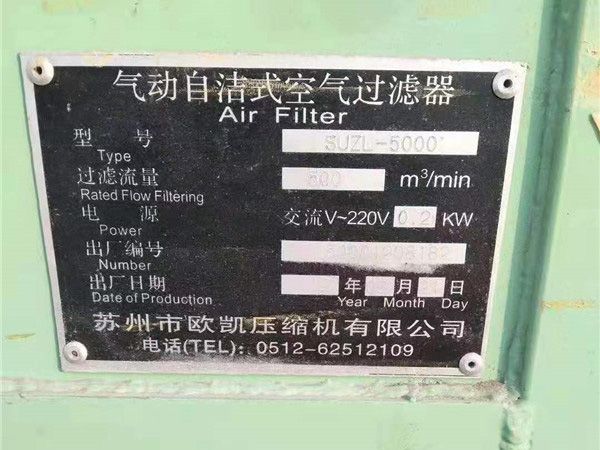 气动自洁式空气过滤器
Air Filter
型 号 SUZL-5000
Type
过滤流量 500 m³/min
Rated Flow Filtering
电 源 交流V~220V 0.2 KW
Power
出厂编号
Number
出厂日期 年 月 日
Date of Production Year Month Day
苏州市欧凯压缩机有限公司
电话(TEL): 0512-62512109